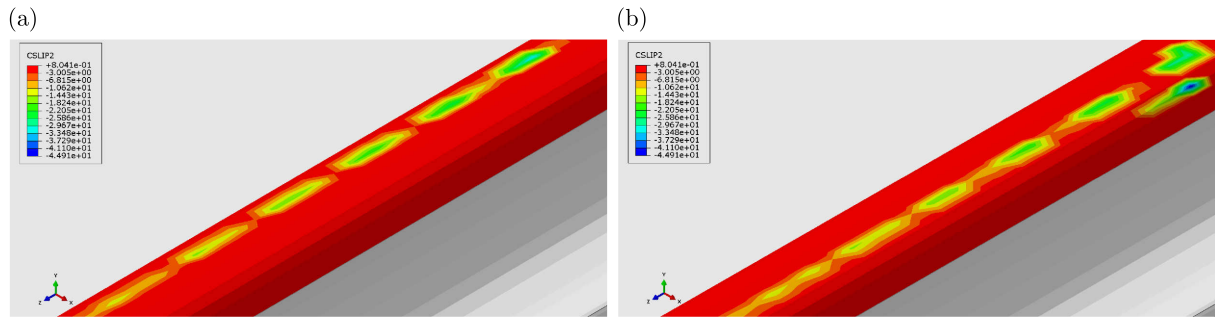 (a)
(b)
CSLIP2
+8.041e-01
-3.005e+00
-6.815e+00
-1.062e+01
-1.443e+01
-1.824e+01
-2.205e+01
-2.586e+01
-2.967e+01
-3.348e+01
-3.729e+01
-4.110e+01
-4.491e+01
Y
Z
X
CSLIP2
+8.041e-01
-3.005e+00
-6.815e+00
-1.062e+01
-1.443e+01
-1.824e+01
-2.205e+01
-2.586e+01
-2.967e+01
-3.348e+01
-3.729e+01
-4.110e+01
-4.491e+01
Y
Z
X